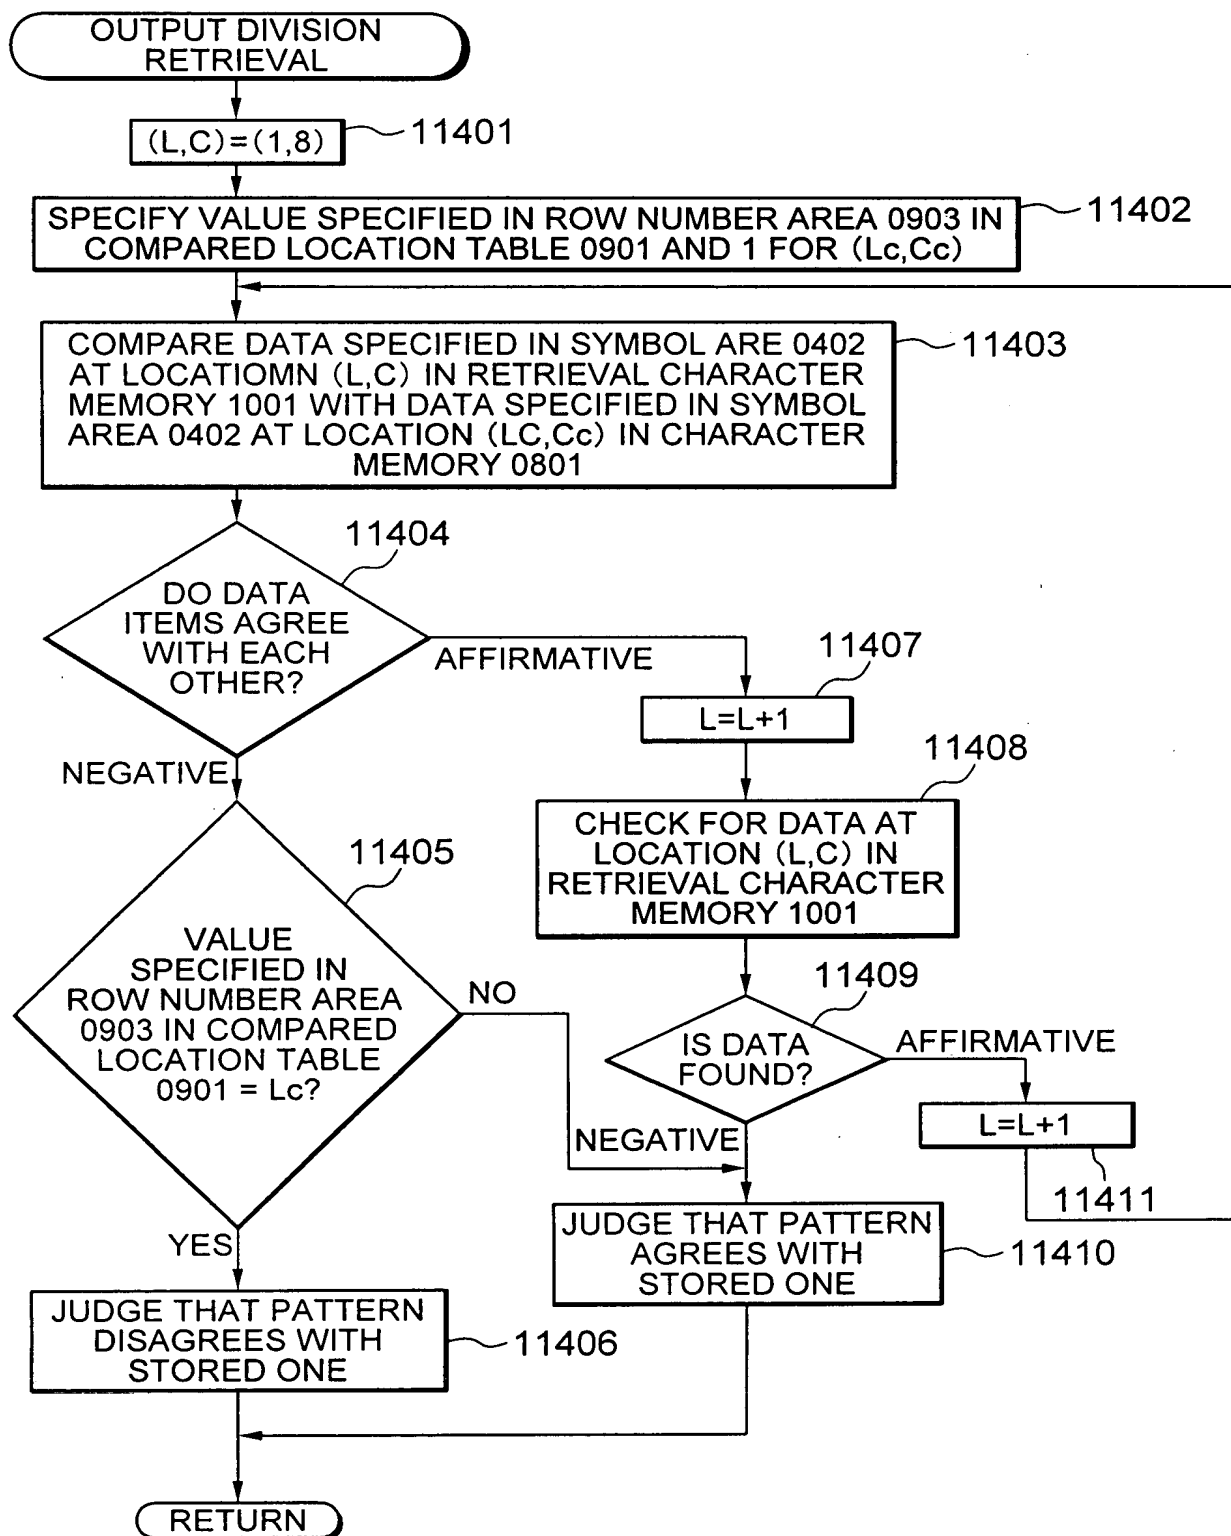 OUTPUT DIVISION
RETRIEVAL
(L,C)=(1,8)
11401
SPECIFY VALUE SPECIFIED IN ROW NUMBER AREA 0903 IN
COMPARED LOCATION TABLE 0901 AND 1 FOR (Lc,Cc)
11402
COMPARE DATA SPECIFIED IN SYMBOL ARE 0402
AT LOCATIOMN (L,C) IN RETRIEVAL CHARACTER
MEMORY 1001 WITH DATA SPECIFIED IN SYMBOL
AREA 0402 AT LOCATION (LC,Cc) IN CHARACTER
MEMORY 0801
11403
11404
DO DATA
ITEMS AGREE
WITH EACH
OTHER?
AFFIRMATIVE
NEGATIVE
11407
L=L+1
11408
CHECK FOR DATA AT
LOCATION (L,C) IN
RETRIEVAL CHARACTER
MEMORY 1001
11405
VALUE
SPECIFIED IN
ROW NUMBER AREA
0903 IN COMPARED
LOCATION TABLE
0901 = Lc?
NO
11409
IS DATA
FOUND?
AFFIRMATIVE
NEGATIVE
L=L+1
11411
YES
JUDGE THAT PATTERN
AGREES WITH
STORED ONE
11410
JUDGE THAT PATTERN
DISAGREES WITH
STORED ONE
11406
RETURN